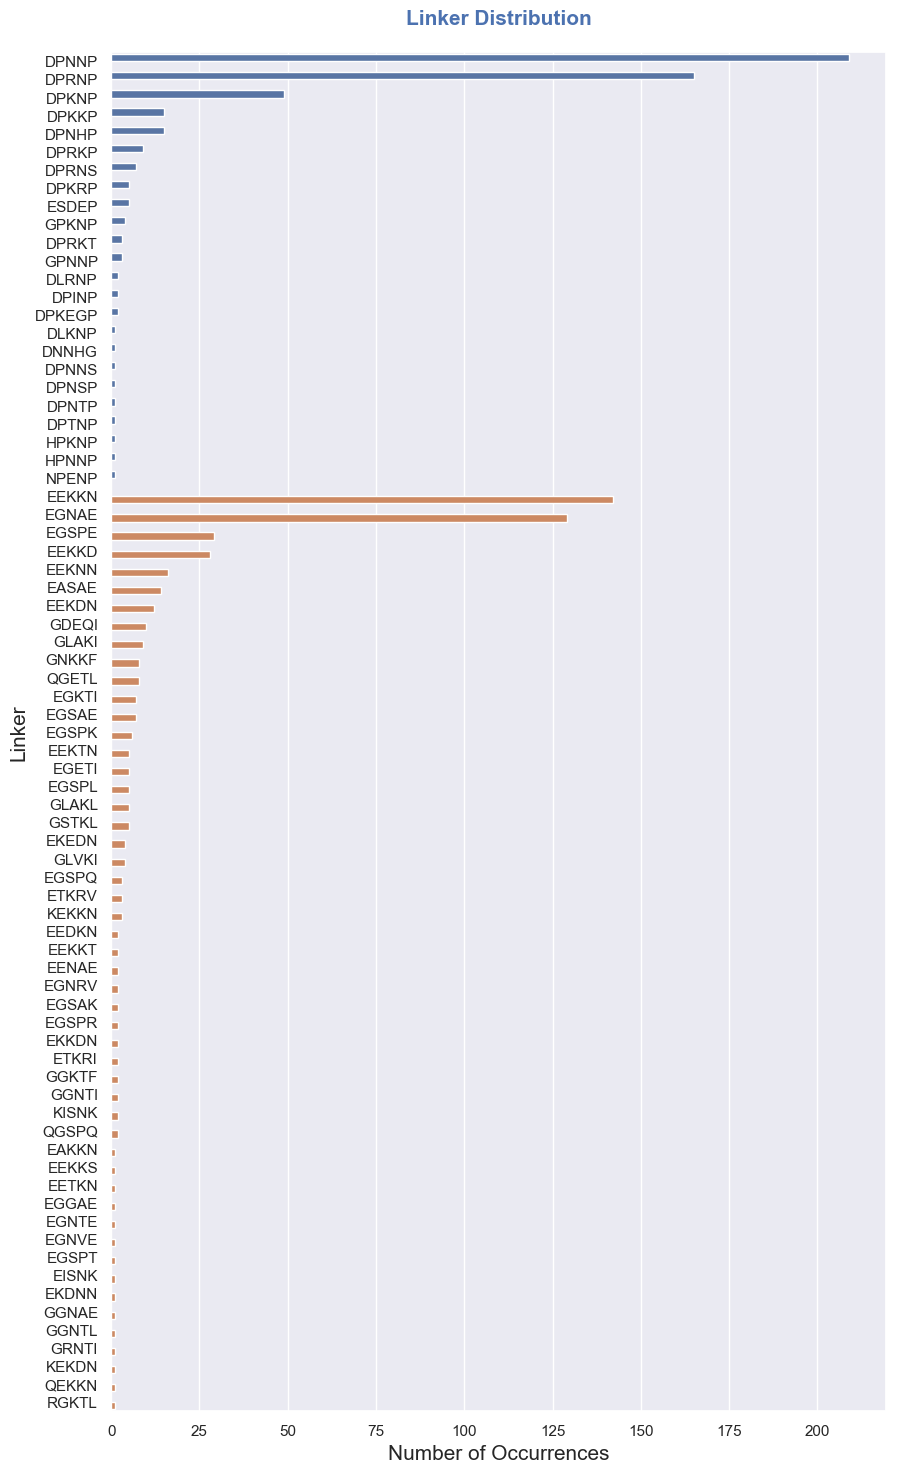 Linker Distribution
DPNNP
DPRNP
DPKNP
DPKKP
DPNHP
DPRKP
DPRNS
DPKRP
ESDEP
GPKNP
DPRKT
GPNNP
DLRNP
DPINP
DPKEGP
DLKNP
DNNHG
DPNNS
DPNSP
DPNTP
DPTNP
HPKNP
HPNNP
NPENP
EEKKN
EGNAE
EGSPE
EEKKD
EEKNN
EASAE
EEKDN
GDEQI
GLAKI
GNKKF
QGETL
EGKTI
EGSAE
EGSPK
EEKTN
EGETI
EGSPL
GLAKL
GSTKL
EKEDN
GLVKI
EGSPQ
ETKRV
KEKKN
EEDKN
EEKKT
EENAE
EGNRV
EGSAK
EGSPR
EKKDN
ETKRI
GGKTF
GGNTI
KISNK
QGSPQ
EAKKN
EEKKS
EETKN
EGGAE
EGNTE
EGNVE
EGSPT
EISNK
EKDNN
GGNAE
GGNTL
GRNTI
KEKDN
QEKKN
RGKTL
Linker
0 25 50 75 100 125 150 175 200
Number of Occurrences